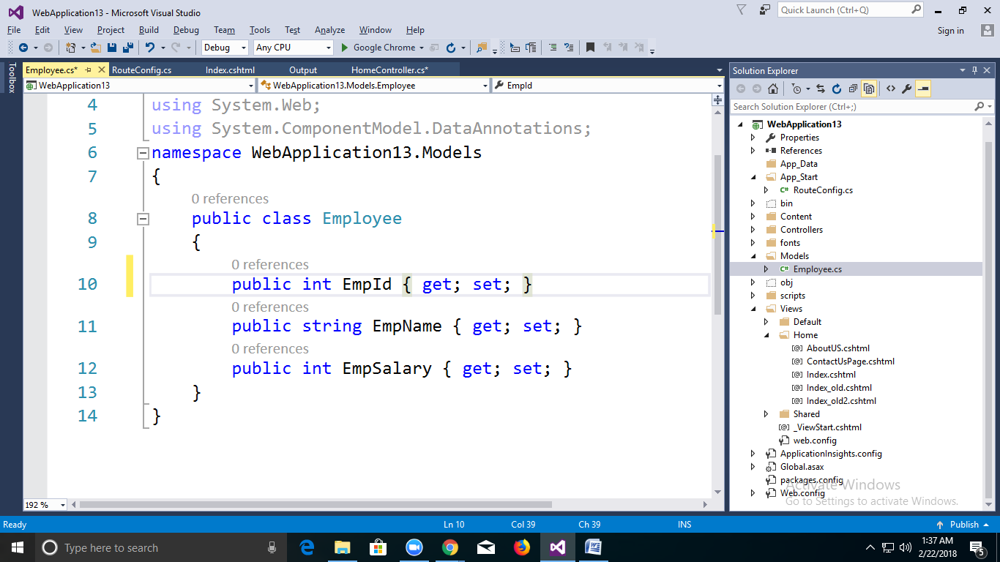 WebApplication13 - Microsoft Visual Studio
Quick Launch (Ctrl+Q)
File Edit View Project Build Debug Team Tools Test Analyze Window Help
Sign in
Debug Any CPU Google Chrome
Toolbox
Employee.cs* RouteConfig.cs Index.cshtml Output HomeController.cs*
WebApplication13 WebApplication13.Models.Employee EmpId
4 using System.Web;
5 using System.ComponentModel.DataAnnotations;
6 namespace WebApplication13.Models
7 {
0 references
8 public class Employee
9 {
0 references
10 public int EmpId { get; set; }
0 references
11 public string EmpName { get; set; }
0 references
12 public int EmpSalary { get; set; }
13 }
14 }
192 %
Solution Explorer
Search Solution Explorer (Ctrl+;)
WebApplication13
Properties
References
App_Data
App_Start
C# RouteConfig.cs
bin
Content
Controllers
fonts
Models
C# Employee.cs
obj
scripts
Views
Default
Home
[@] AboutUS.cshtml
[@] ContactUsPage.cshtml
[@] Index.cshtml
[@] Index_old.cshtml
[@] Index_old2.cshtml
Shared
[@] _ViewStart.cshtml
web.config
ApplicationInsights.config
Global.asax
packages.config
Web.config
Activate Windows
Go to Settings to activate Windows.
Ready Ln 10 Col 39 Ch 39 INS Publish
Type here to search
1:37 AM
2/22/2018
5